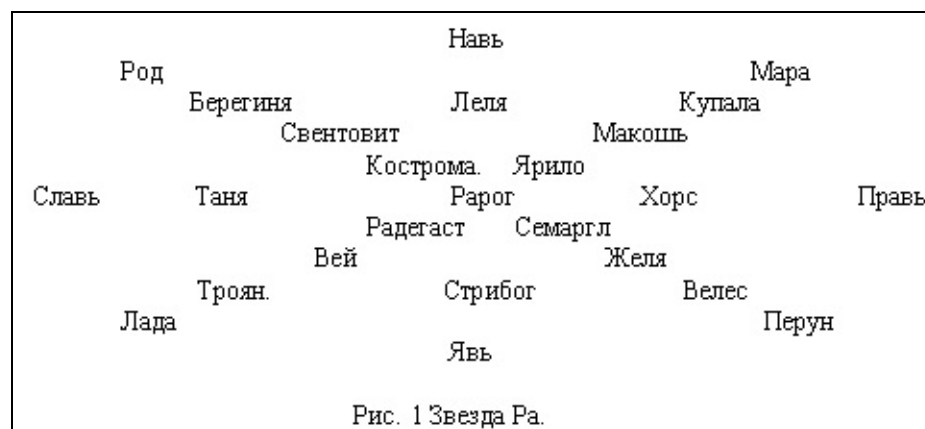 Навь
Род Мара
Берегиня Леля Купала
Свентовит Макошь
Кострома. Ярило
Славь Таня Рарог Хорс Правь
Радегаст Семаргл
Вей Желя
Троян. Стрибог Велес
Лада Перун
Явь
Рис. 1 Звезда Ра.